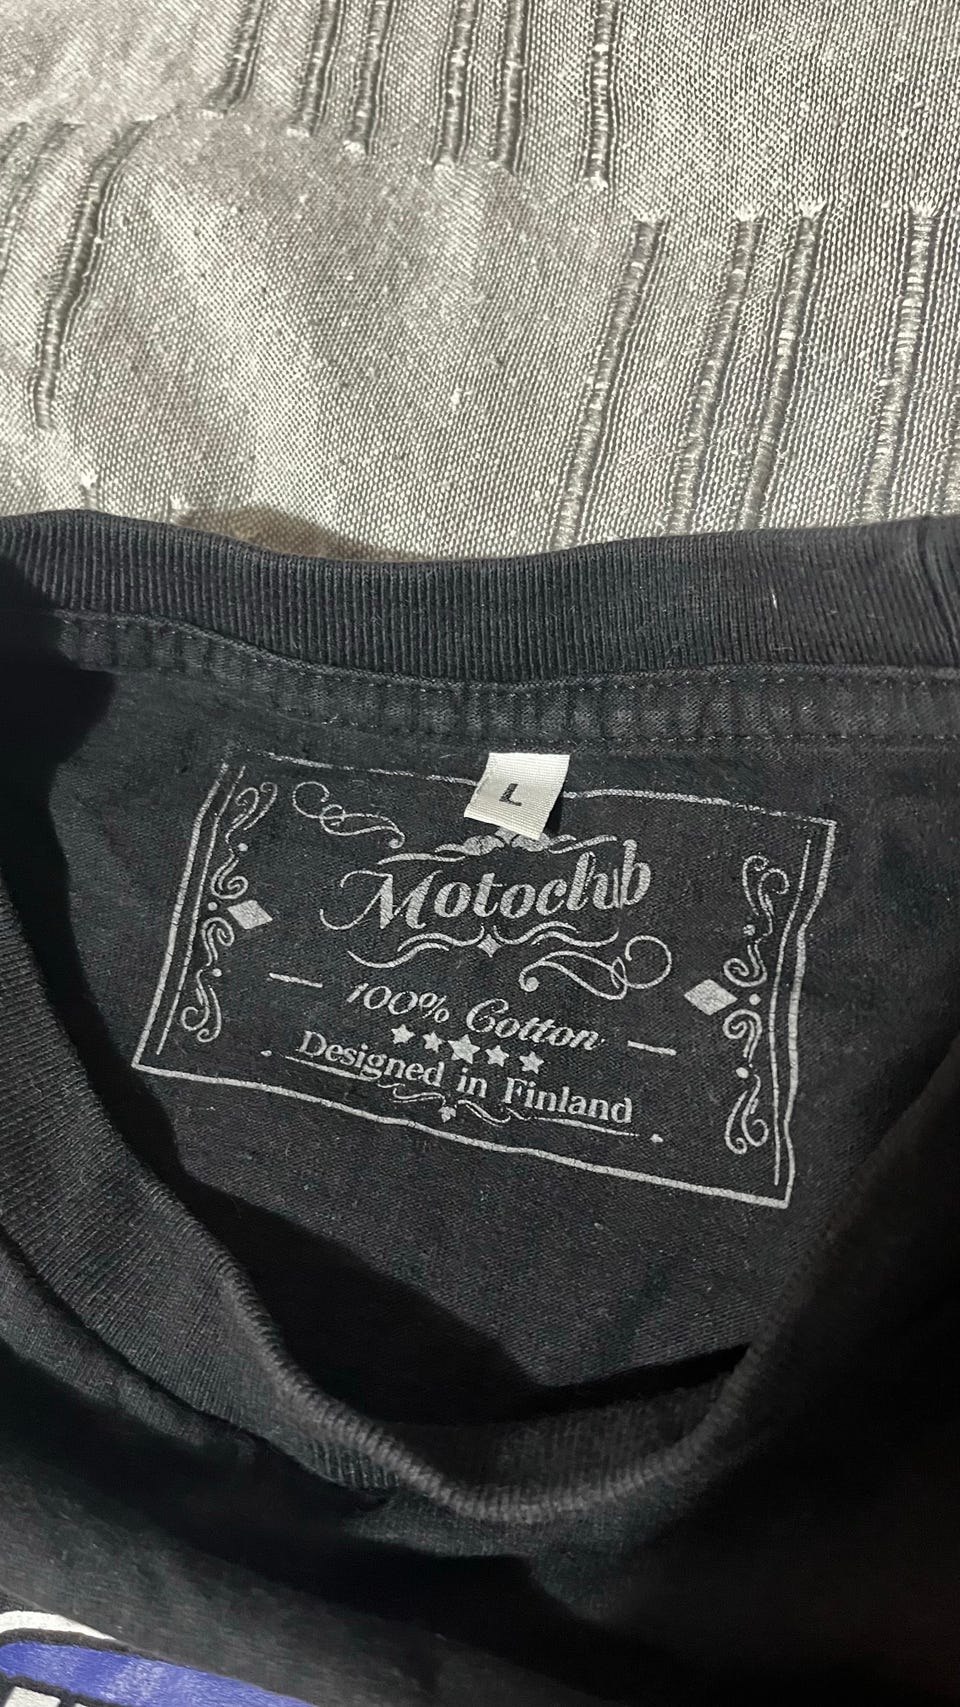 L
Motoclub
100% Cotton
Designed in Finland